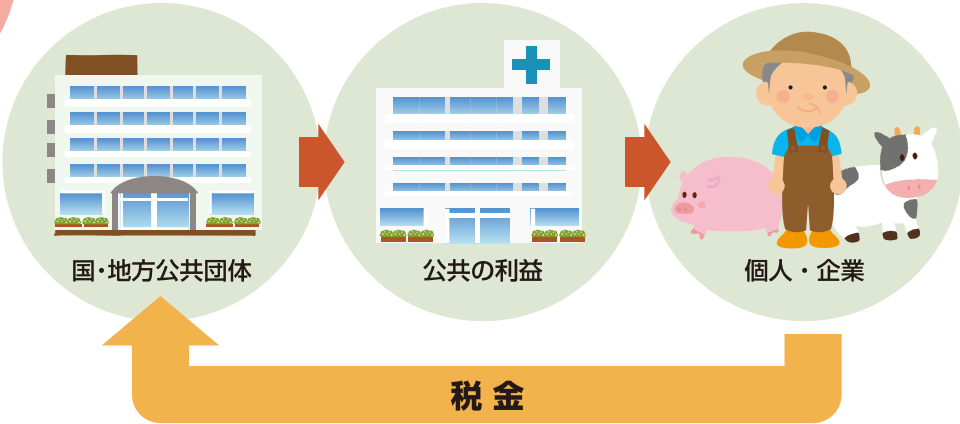 国・地方公共団体
公共の利益
個人・企業
税金